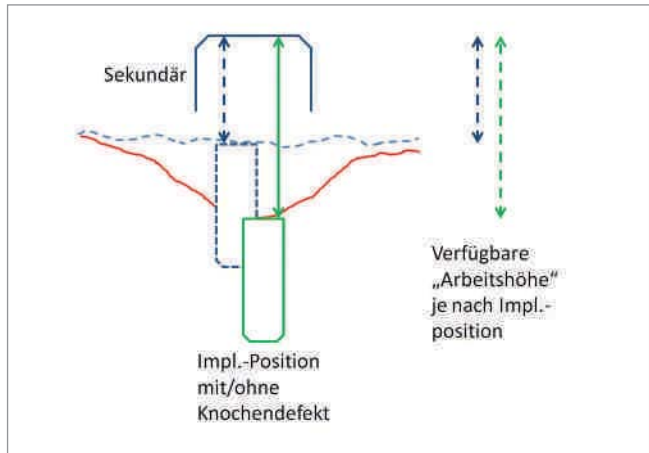 Sekundär
Verfügbare
„Arbeitshöhe“
je nach Impl.-
position
Impl.-Position
mit/ohne
Knochendefekt